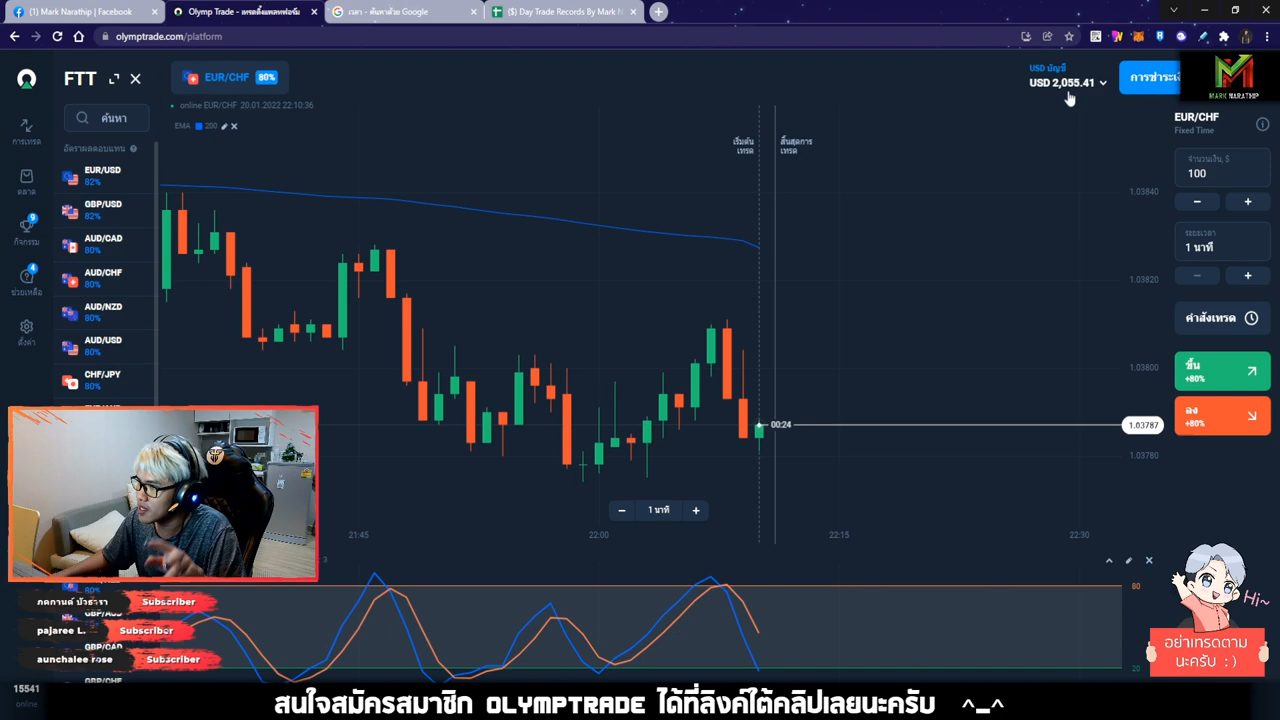 (1) Mark Narathip | Facebook
Olymp Trade - เทรดดิ้งแพลทฟอร์ม
เวลา - ค้นหาด้วย Google
($) Day Trade Records By Mark N
olymptrade.com/platform
FTT
EUR/CHF 80%
USD บัญชี
USD 2,055.41
การชำระเงิ
MARK NARATHIP
online EUR/CHF 20.01.2022 22:10:36
EMA 200
ค้นหา
อัตราผลตอบแทน
การเทรด
ตลาด
9
กิจกรรม
4
ช่วยเหลือ
ตั้งค่า
EUR/USD
82%
GBP/USD
82%
AUD/CAD
80%
AUD/CHF
80%
AUD/NZD
80%
AUD/USD
80%
CHF/JPY
80%
เริ่มต้น
เทรด
สิ้นสุดการ
เทรด
1.03840
1.03820
1.03800
1.03787
1.03780
00:24
1 นาที
21:45
22:00
22:15
22:30
EUR/CHF
Fixed Time
จำนวนเงิน, $
100
ระยะเวลา
1 นาที
คำสั่งเทรด
ขึ้น
+80%
ลง
+80%
3
80
20
80%
Subscriber
pajaree L. Subscriber
GBP/CAD
aunchalee rose Subscriber
GBP/CHF
15541
online
Hi~
อย่าเทรดตาม
นะครับ : )
สนใจสมัครสมาชิก OLYMPTRADE ได้ที่ลิงค์ใต้คลิปเลยนะครับ ^_^